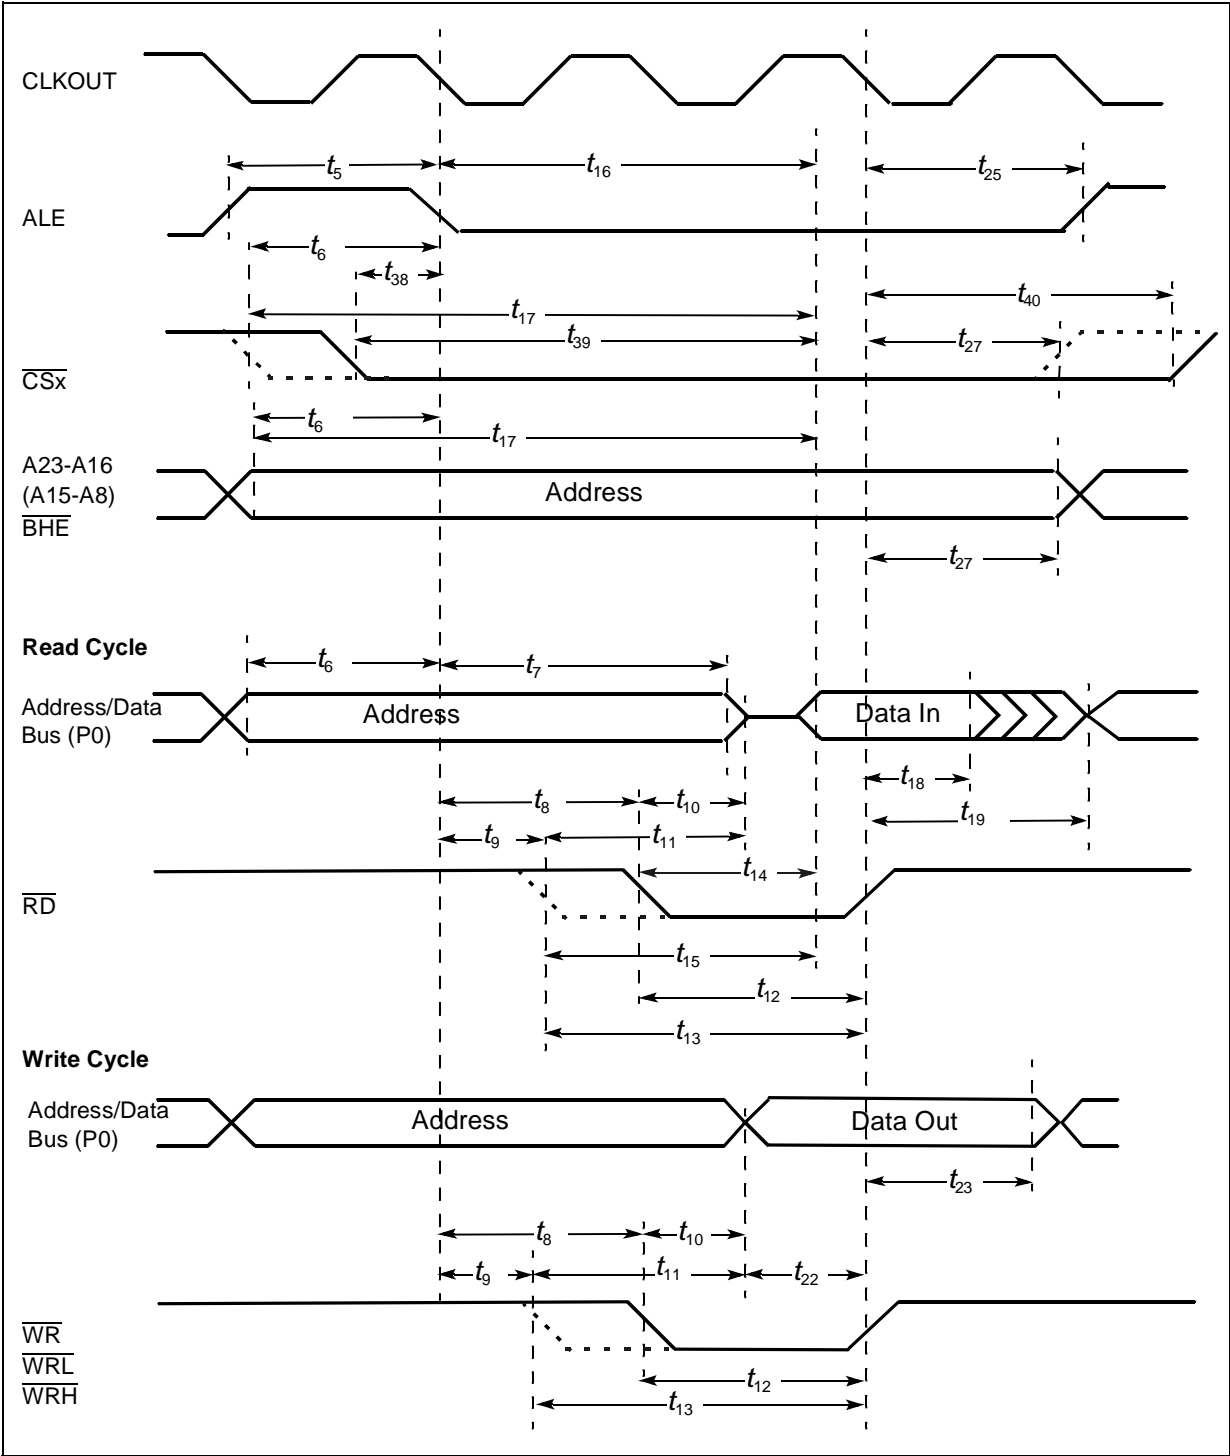 CLKOUT
t5 t16 t25
ALE
t6
t38
t40
t17
t39 t27
CSx
t6
t17
A23-A16
(A15-A8) Address
BHE
t27
Read Cycle
t6 t7
Address/Data
Bus (P0) Address Data In
t18
t8 t10
t19
t9 t11
t14
RD
t15
t12
t13
Write Cycle
Address/Data
Bus (P0) Address Data Out
t23
t8 t10
t9 t11 t22
WR
WRL
WRH
t12
t13